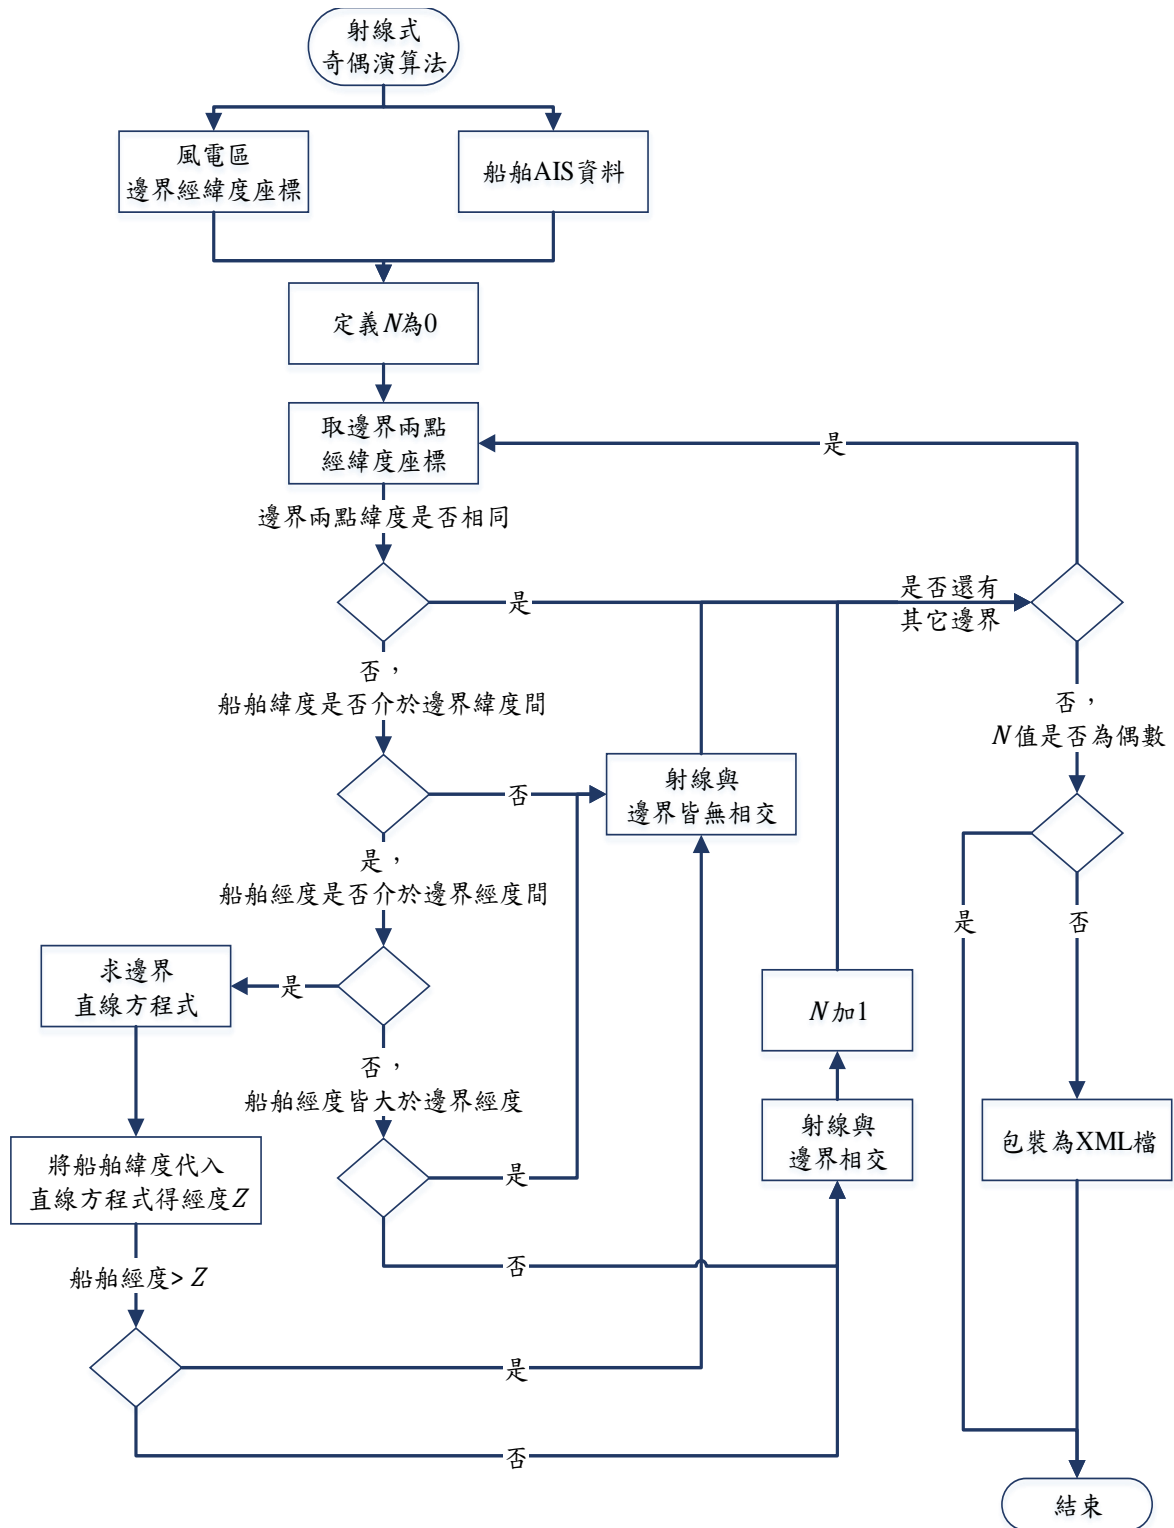 射線式
奇偶演算法
風電區
邊界經緯度座標
船舶AIS資料
定義N為0
取邊界兩點
經緯度座標
是
邊界兩點緯度是否相同
是
是否還有
其它邊界
否，
船舶緯度是否介於邊界緯度間
否，
N值是否為偶數
否
射線與
邊界皆無相交
是，
船舶經度是否介於邊界經度間
是
否
求邊界
直線方程式
是
N加1
否，
船舶經度皆大於邊界經度
射線與
邊界相交
包裝為XML檔
將船舶緯度代入
直線方程式得經度Z
是
否
船舶經度> Z
是
否
結束